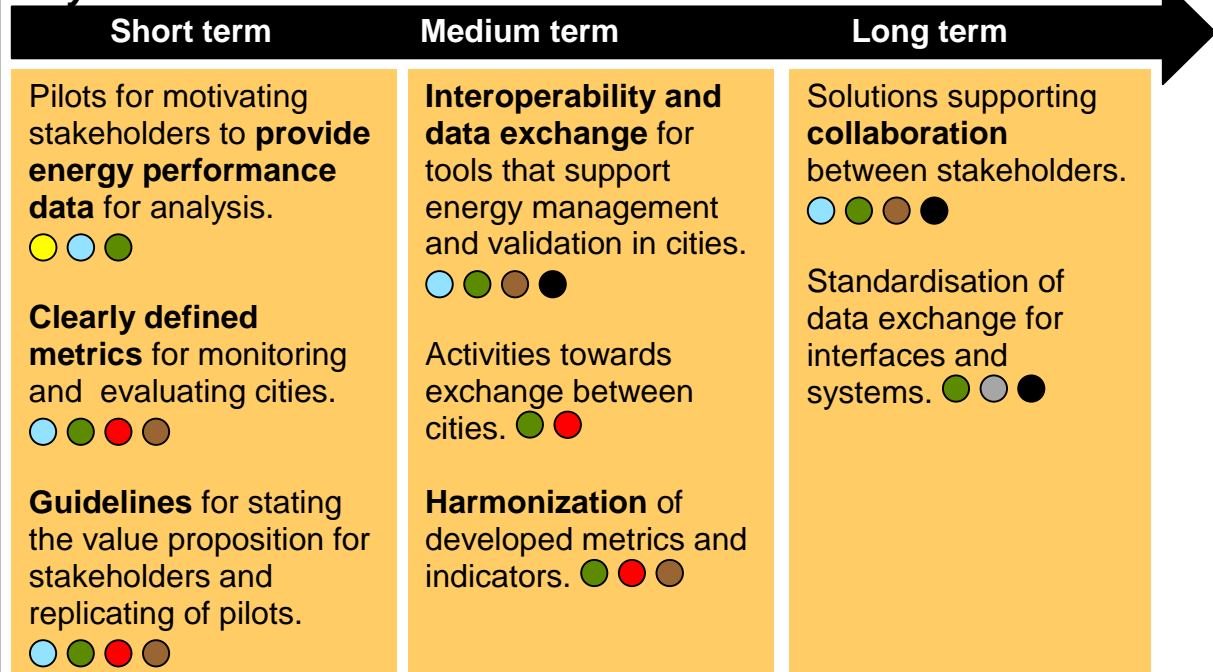 Short term Medium term Long term
Pilots for motivating
stakeholders to provide
energy performance
data for analysis.
Clearly defined
metrics for monitoring
and evaluating cities.
Guidelines for stating
the value proposition for
stakeholders and
replicating of pilots.
Interoperability and
data exchange for
tools that support
energy management
and validation in cities.
Activities towards
exchange between
cities.
Harmonization of
developed metrics and
indicators.
Solutions supporting
collaboration
between stakeholders.
Standardisation of
data exchange for
interfaces and
systems.